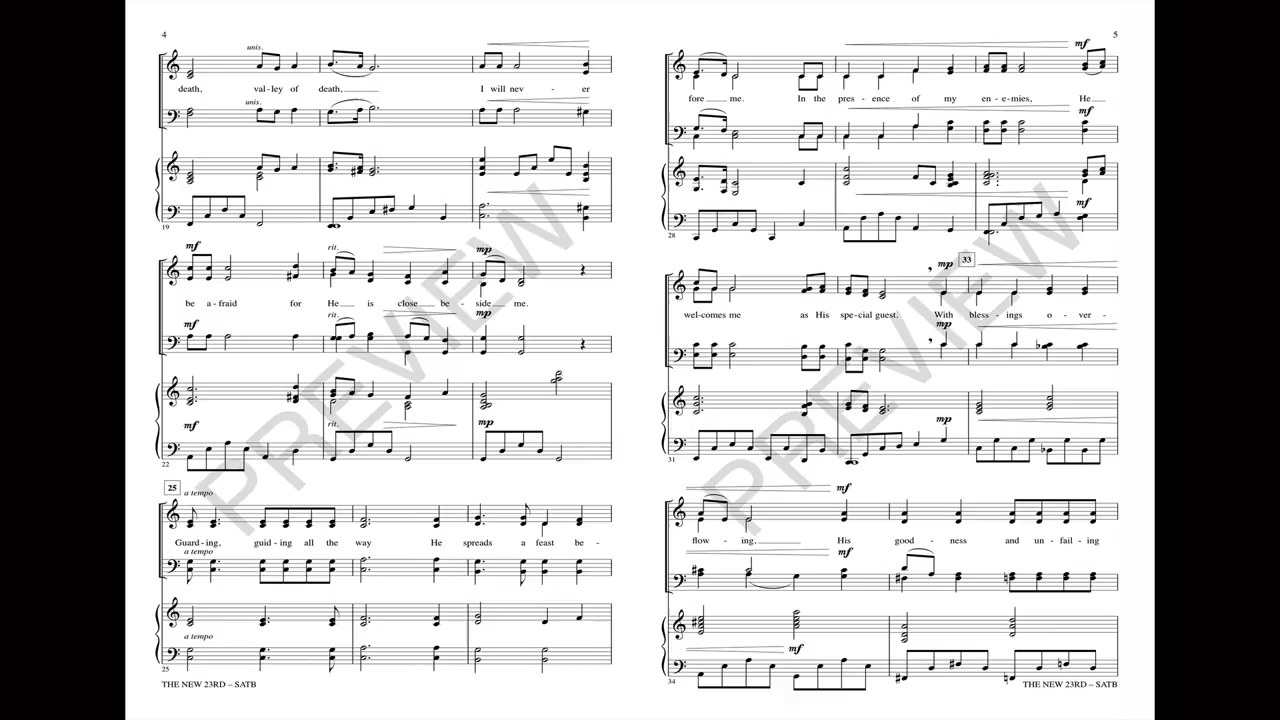 4
unis.
death, val - ley of death, I will nev - er
unis.
19
mf
rit.
mp
be a - fraid for He is close be - side me.
mf
rit.
mp
mf
rit.
mp
22
25
a tempo
Guard - ing, guid - ing all the way He spreads a feast be -
a tempo
a tempo
25
THE NEW 23RD – SATB
5
mf
fore me. In the pres - ence of my en - e - mies, He
mf
mf
28
mp
33
wel - comes me as His spe - cial guest. With bless - ings o - ver -
mp
mp
31
mf
flow - ing, His good - ness and un - fail - ing
mf
mf
34
THE NEW 23RD – SATB
PREVIEW
PREVIEW